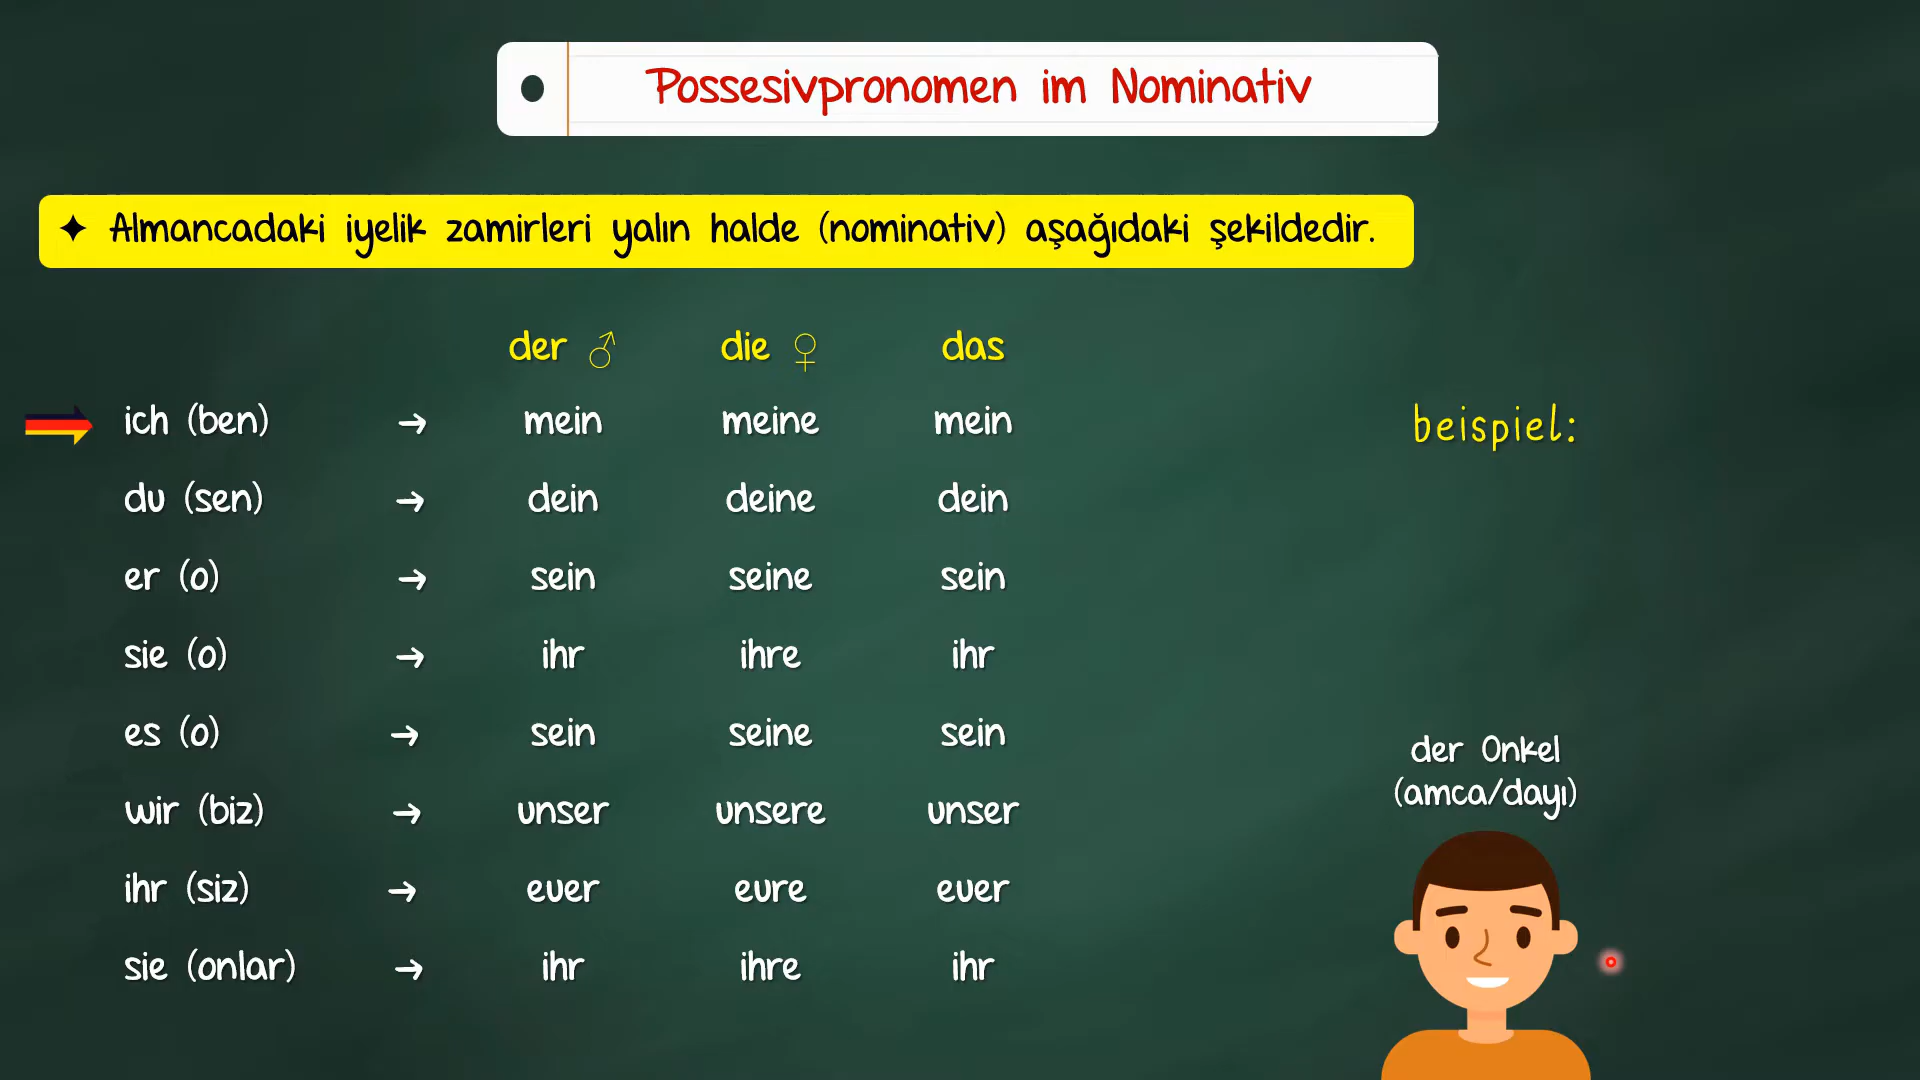 Possesivpronomen im Nominativ
✦ Almancadaki iyelik zamirleri yalın halde (nominativ) aşağıdaki şekildedir.
der ♂ die ♀ das
ich (ben) → mein meine mein
beispiel:
du (sen) → dein deine dein
er (o) → sein seine sein
sie (o) → ihr ihre ihr
es (o) → sein seine sein
der Onkel
(amca/dayı)
wir (biz) → unser unsere unser
ihr (siz) → euer eure euer
sie (onlar) → ihr ihre ihr